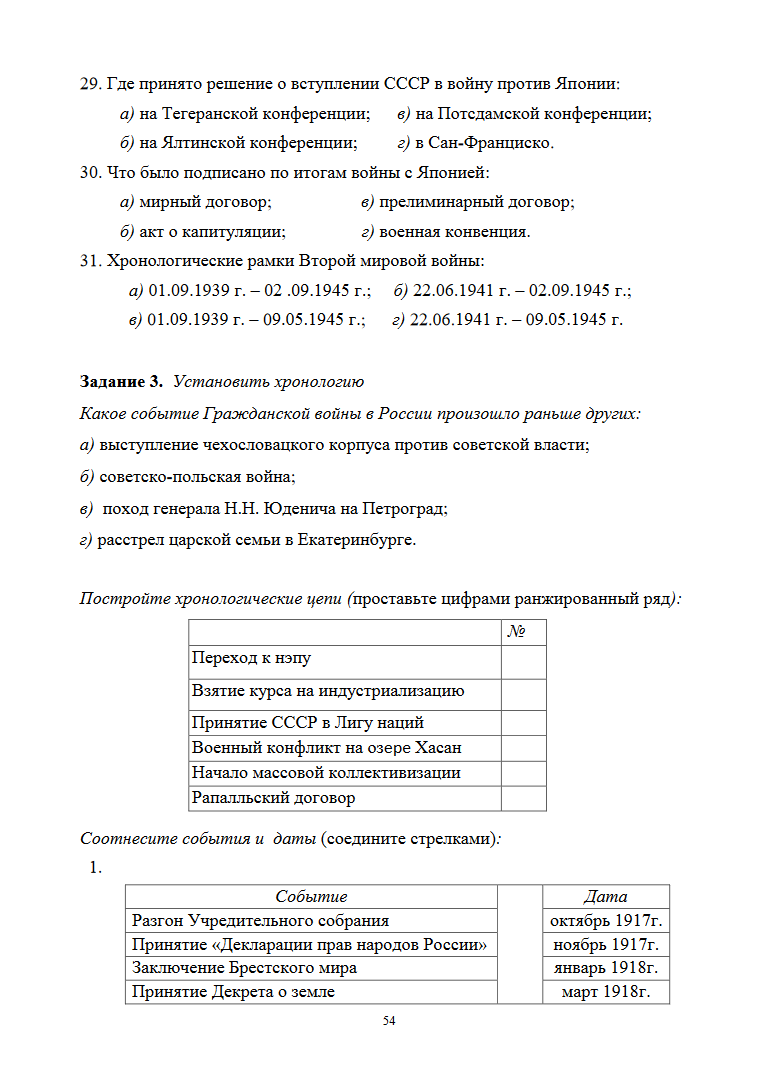 29. Где принято решение о вступлении СССР в войну против Японии:
а) на Тегеранской конференции; в) на Потсдамской конференции;
б) на Ялтинской конференции; г) в Сан-Франциско.
30. Что было подписано по итогам войны с Японией:
а) мирный договор; в) прелиминарный договор;
б) акт о капитуляции; г) военная конвенция.
31. Хронологические рамки Второй мировой войны:
а) 01.09.1939 г. – 02 .09.1945 г.; б) 22.06.1941 г. – 02.09.1945 г.;
в) 01.09.1939 г. – 09.05.1945 г.; г) 22.06.1941 г. – 09.05.1945 г.
Задание 3. Установить хронологию
Какое событие Гражданской войны в России произошло раньше других:
а) выступление чехословацкого корпуса против советской власти;
б) советско-польская война;
в) поход генерала Н.Н. Юденича на Петроград;
г) расстрел царской семьи в Екатеринбурге.
Постройте хронологические цепи (проставьте цифрами ранжированный ряд):
№
Переход к нэпу
Взятие курса на индустриализацию
Принятие СССР в Лигу наций
Военный конфликт на озере Хасан
Начало массовой коллективизации
Рапалльский договор
Соотнесите события и даты (соедините стрелками):
1.
Событие Дата
Разгон Учредительного собрания октябрь 1917г.
Принятие «Декларации прав народов России» ноябрь 1917г.
Заключение Брестского мира январь 1918г.
Принятие Декрета о земле март 1918г.
54